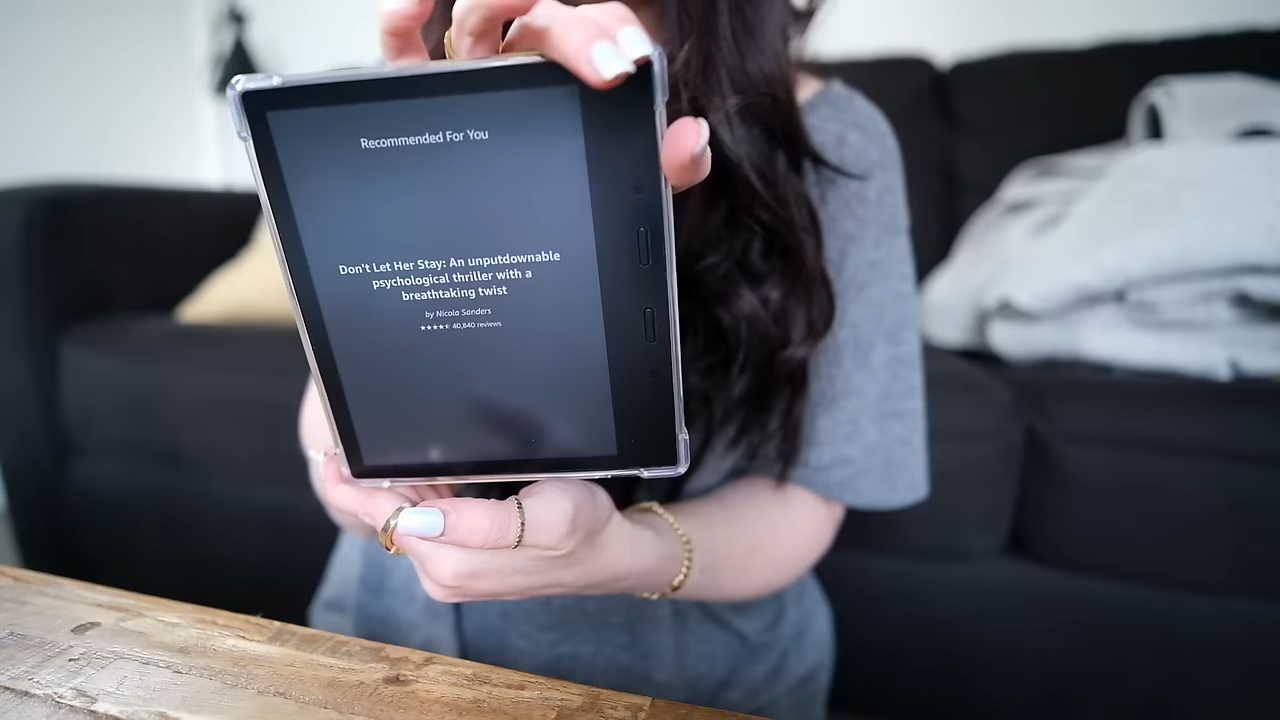 Recommended For You
Don't Let Her Stay: An unputdownable
psychological thriller with a
breathtaking twist
by Nicola Sanders
★★★★⯨ 40,840 reviews